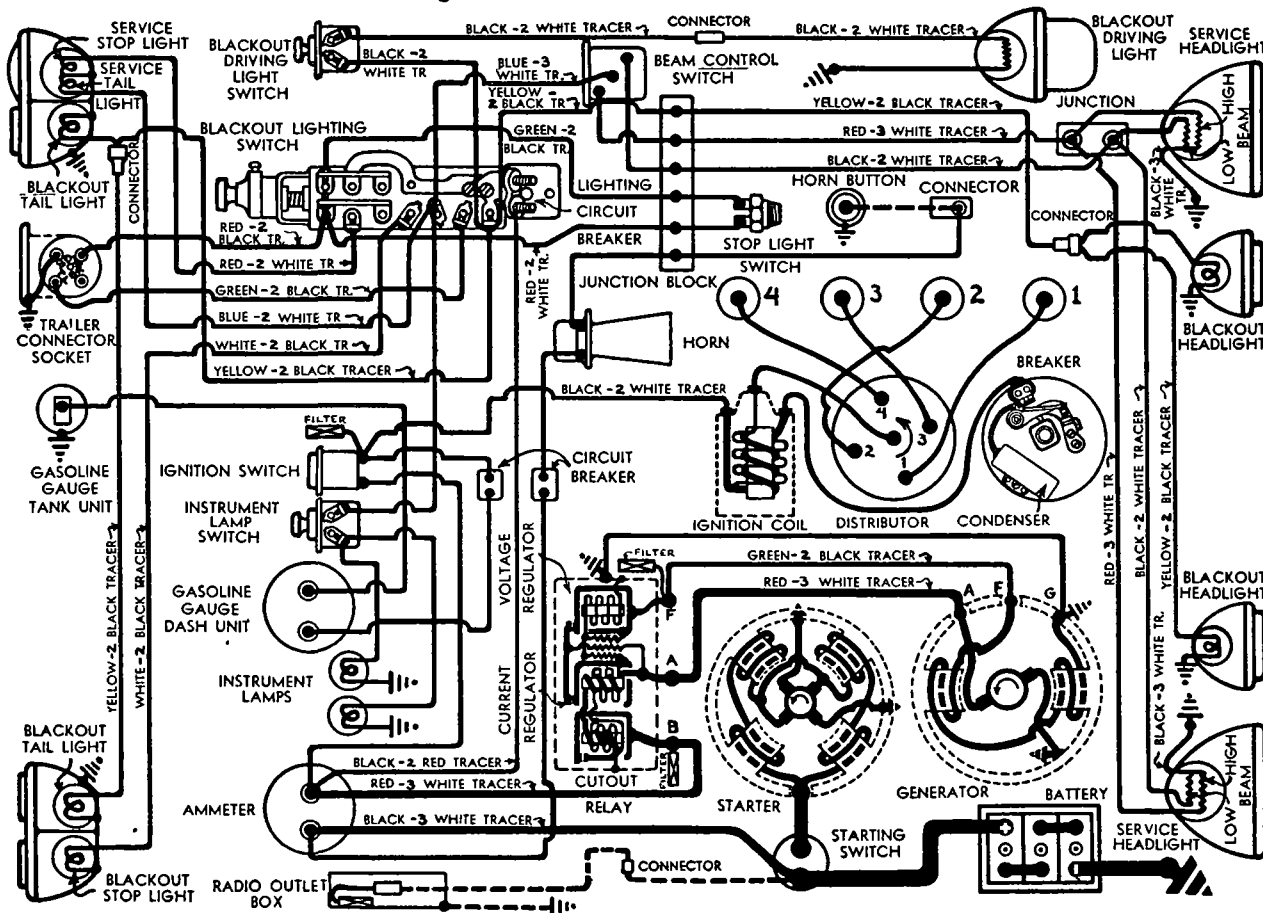 BLACK-2 WHITE TRACER
CONNECTOR
BLACK-2 WHITE TRACER
BLACKOUT
DRIVING
LIGHT
SERVICE
HEADLIGHT
SERVICE
STOP LIGHT
SERVICE
TAIL
LIGHT
BLACKOUT
DRIVING
LIGHT
SWITCH
BLACK-2
WHITE TR
BLUE-3
WHITE TR.
YELLOW-
2 BLACK TR.
BEAM CONTROL
SWITCH
YELLOW-2 BLACK TRACER
JUNCTION
HIGH
LOW
BEAM
BLACKOUT LIGHTING
SWITCH
GREEN-2
BLACK TR.
RED-3 WHITE TRACER
BLACK-2 WHITE TRACER
BLACK-3
WHITE
TR.
BLACKOUT
TAIL LIGHT
CONNECTOR
LIGHTING
CIRCUIT
BREAKER
HORN BUTTON
CONNECTOR
CONNECTOR
STOP LIGHT
SWITCH
JUNCTION BLOCK
RED-2
BLACK TR.
RED-2 WHITE TR
GREEN-2 BLACK TR.
BLUE-2 WHITE TR
WHITE-2 BLACK TR
YELLOW-2 BLACK TRACER
RED-2
WHITE TR.
TRAILER
CONNECTOR
SOCKET
4
3
2
1
BLACKOUT
HEADLIGHT
HORN
BREAKER
BLACK-2 WHITE TRACER
4
3
2
1
FILTER
GASOLINE
GAUGE
TANK UNIT
IGNITION SWITCH
CIRCUIT
BREAKER
INSTRUMENT
LAMP
SWITCH
IGNITION COIL
DISTRIBUTOR
CONDENSER
RED-3 WHITE TR.
BLACK-2 WHITE TRACER
YELLOW-2 BLACK TRACER
YELLOW-2 BLACK TRACER
WHITE-2 BLACK TRACER
VOLTAGE
REGULATOR
FILTER
GREEN-2 BLACK TRACER
RED-3 WHITE TRACER
GASOLINE
GAUGE
DASH UNIT
F
A
B
A
F
G
BLACKOUT
HEADLIGHT
CURRENT
REGULATOR
INSTRUMENT
LAMPS
BLACK-3 WHITE TR.
BLACKOUT
TAIL LIGHT
BLACK-2 RED TRACER
RED-3 WHITE TRACER
CUTOUT
RELAY
FILTER
STARTER
GENERATOR
BATTERY
AMMETER
BLACK-3 WHITE TRACER
STARTING
SWITCH
SERVICE
HEADLIGHT
HIGH
LOW
BEAM
BLACKOUT
STOP LIGHT
RADIO OUTLET
BOX
CONNECTOR